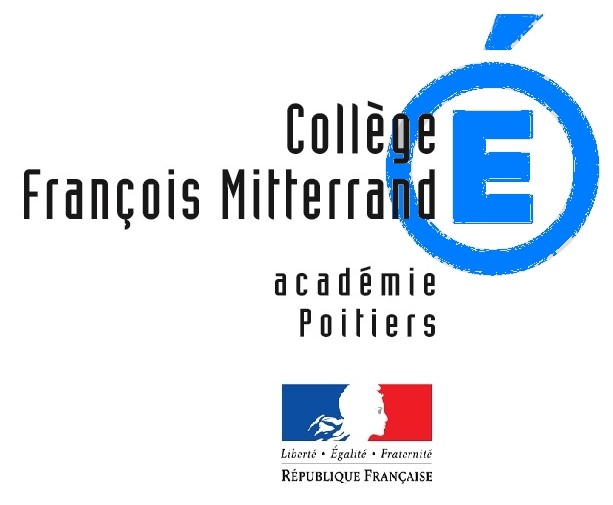 É
Collège
François Mitterrand
académie
Poitiers
Liberté • Égalité • Fraternité
RÉPUBLIQUE FRANÇAISE